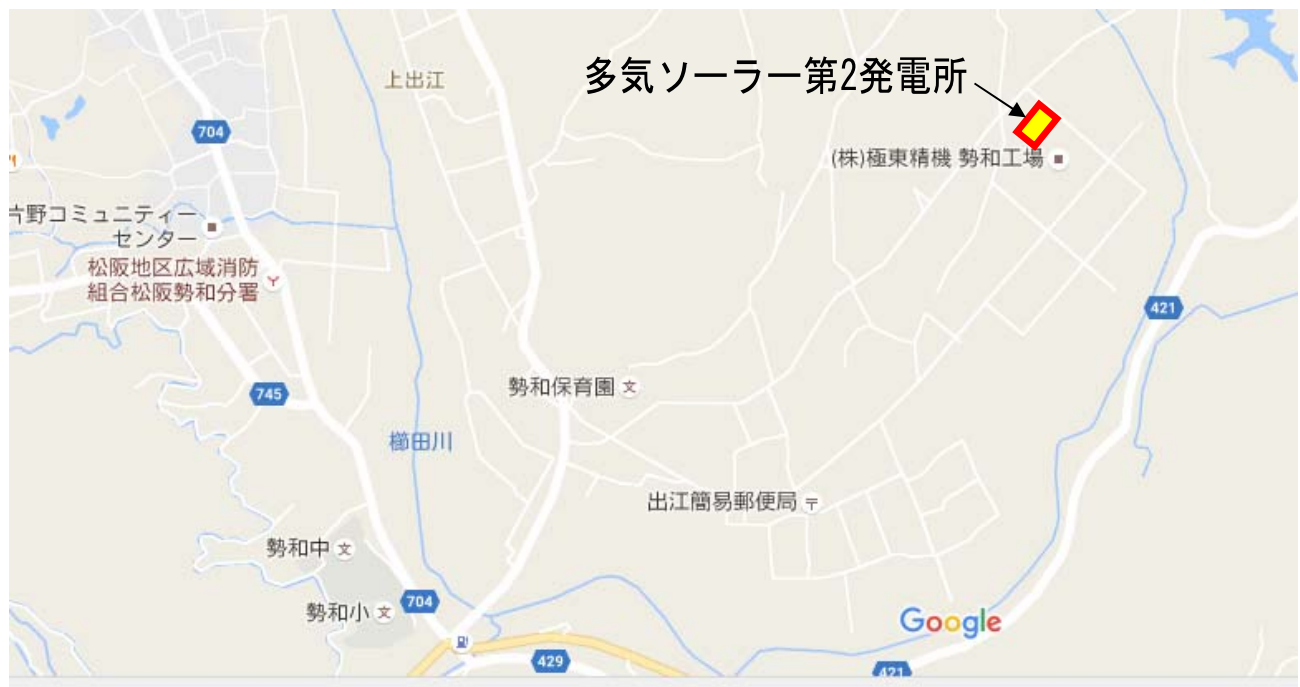 上出江
多気ソーラー第2発電所
704
(株)極東精機 勢和工場
片野コミュニティー
センター
松阪地区広域消防
組合松阪勢和分署
421
勢和保育園 文
745
櫛田川
出江簡易郵便局 〒
勢和中 文
勢和小 文
704
Google
429
421